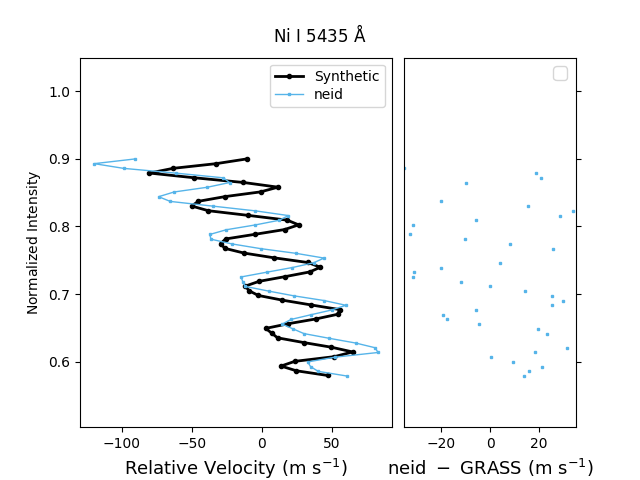 Ni I 5435 Å
Synthetic
neid
1.0
0.9
0.8
0.7
0.6
Normalized Intensity
−100
−50
0
50
−20
0
20
Relative Velocity (m s⁻¹)
neid − GRASS (m s⁻¹)